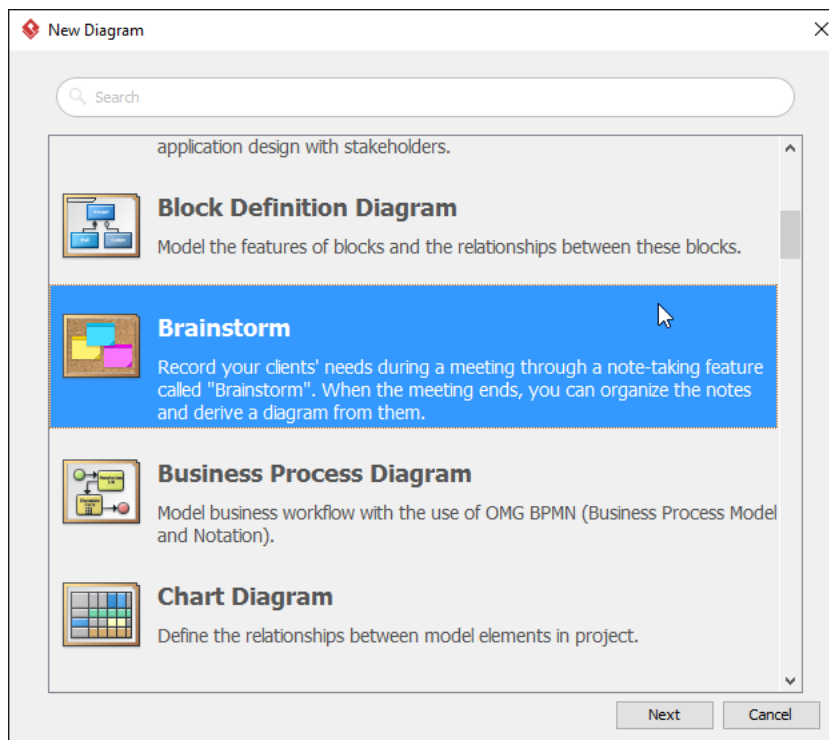 New Diagram
Search
application design with stakeholders.
Block Definition Diagram
Model the features of blocks and the relationships between these blocks.
Brainstorm
Record your clients' needs during a meeting through a note-taking feature
called "Brainstorm". When the meeting ends, you can organize the notes
and derive a diagram from them.
Business Process Diagram
Model business workflow with the use of OMG BPMN (Business Process Model
and Notation).
Chart Diagram
Define the relationships between model elements in project.
Next
Cancel